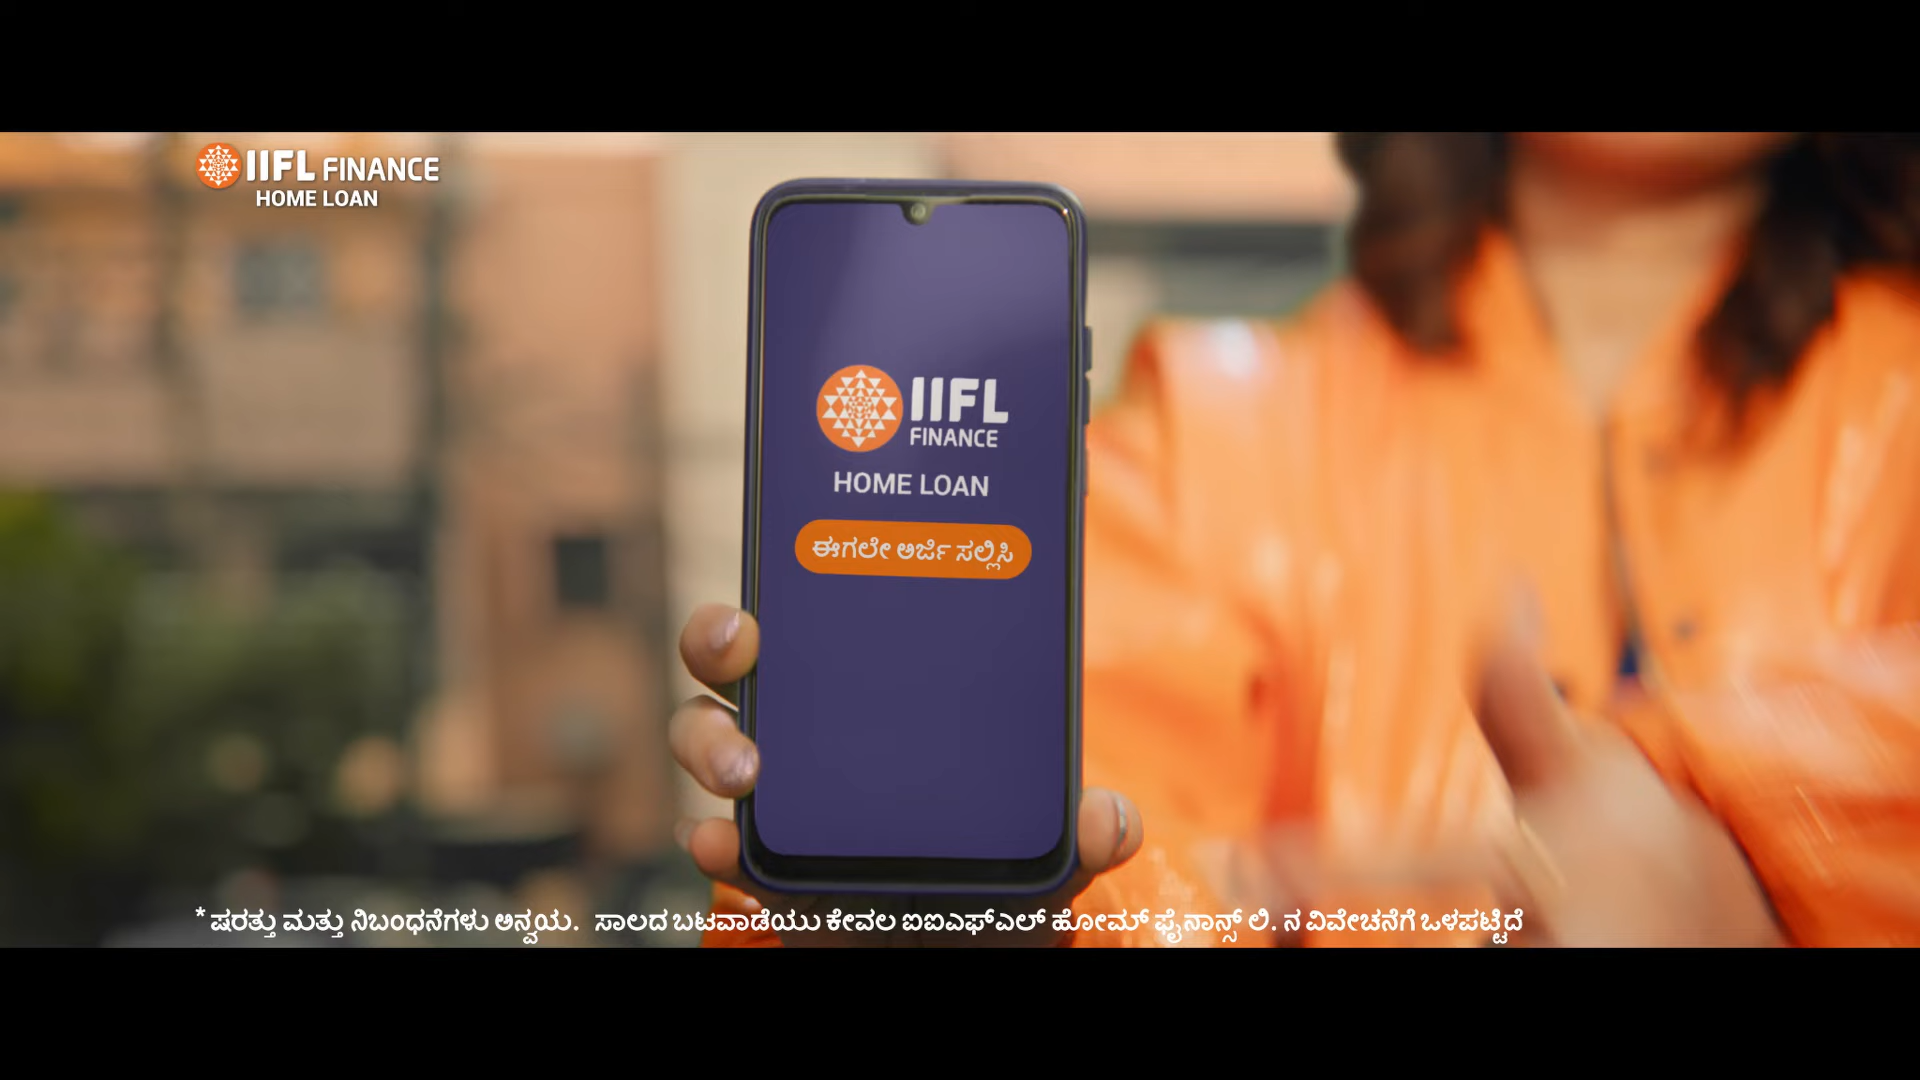 IIFL FINANCE
HOME LOAN
IIFL
FINANCE
HOME LOAN
ಈಗಲೇ ಅರ್ಜಿ ಸಲ್ಲಿಸಿ
* ಷರತ್ತು ಮತ್ತು ನಿಬಂಧನೆಗಳು ಅನ್ವಯ. ಸಾಲದ ಬಟವಾಡೆಯು ಕೇವಲ ಐಐಎಫ್ಎಲ್ ಹೋಮ್ ಫೈನಾನ್ಸ್ ಲಿ. ನ ವಿವೇಚನೆಗೆ ಒಳಪಟ್ಟಿದೆ